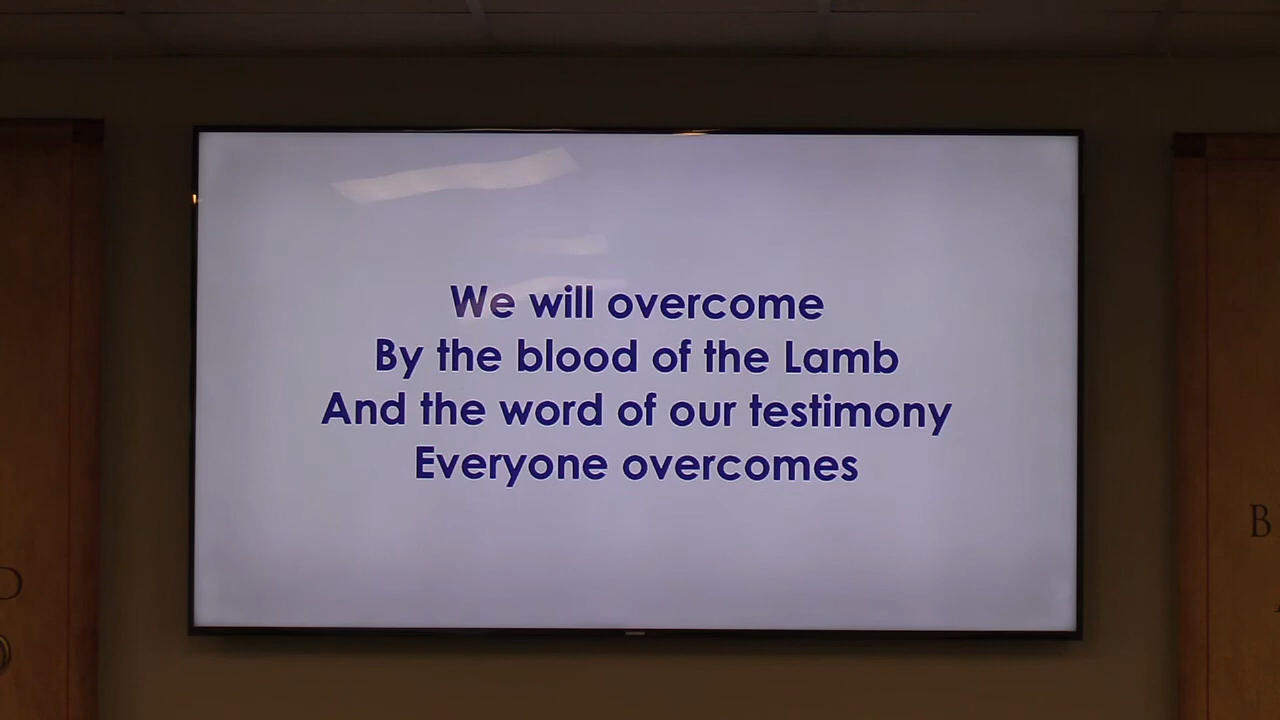 We will overcome
By the blood of the Lamb
And the word of our testimony
Everyone overcomes